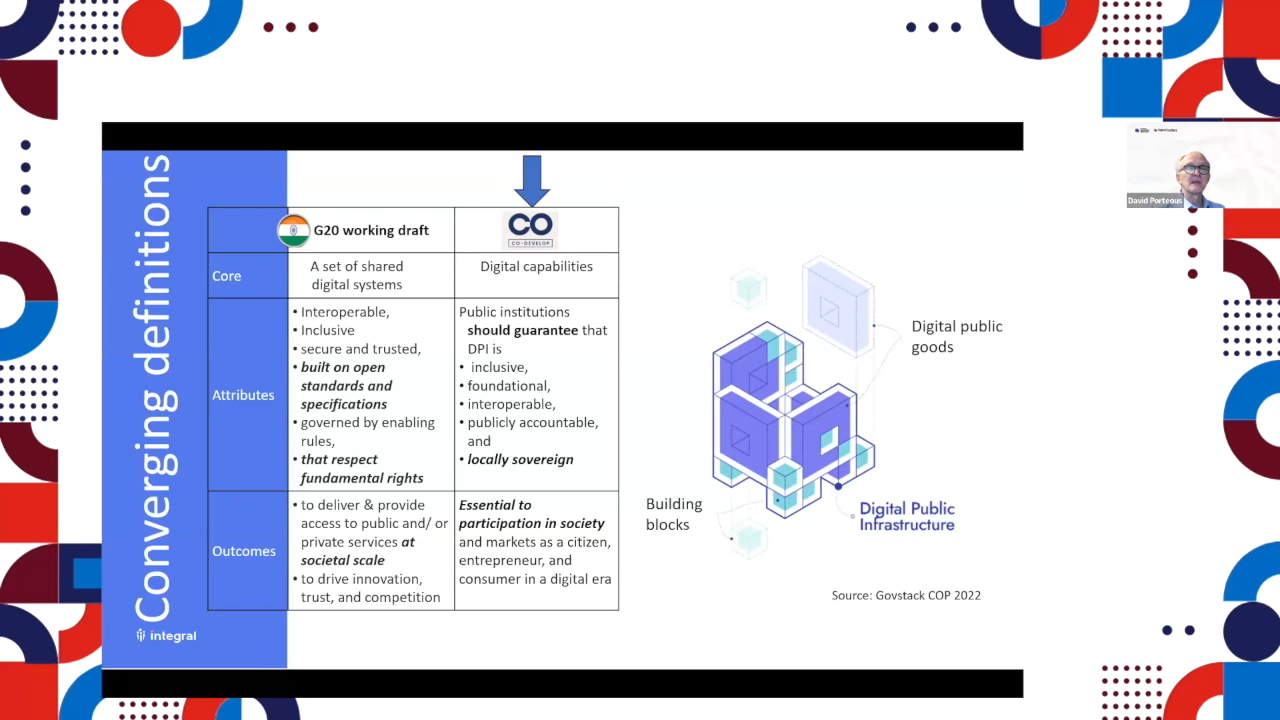 Converging definitions
integral
G20 working draft
CO
CO-DEVELOP
Core
A set of shared
digital systems
Digital capabilities
Attributes
• Interoperable,
• Inclusive
• secure and trusted,
• built on open
standards and
specifications
• governed by enabling
rules,
• that respect
fundamental rights
Public institutions
should guarantee that
DPI is
• inclusive,
• foundational,
• interoperable,
• publicly accountable,
and
• locally sovereign
Outcomes
• to deliver & provide
access to public and/ or
private services at
societal scale
• to drive innovation,
trust, and competition
Essential to
participation in society
and markets as a citizen,
entrepreneur, and
consumer in a digital era
Digital public
goods
Building
blocks
Digital Public
Infrastructure
Source: Govstack COP 2022
David Porteous